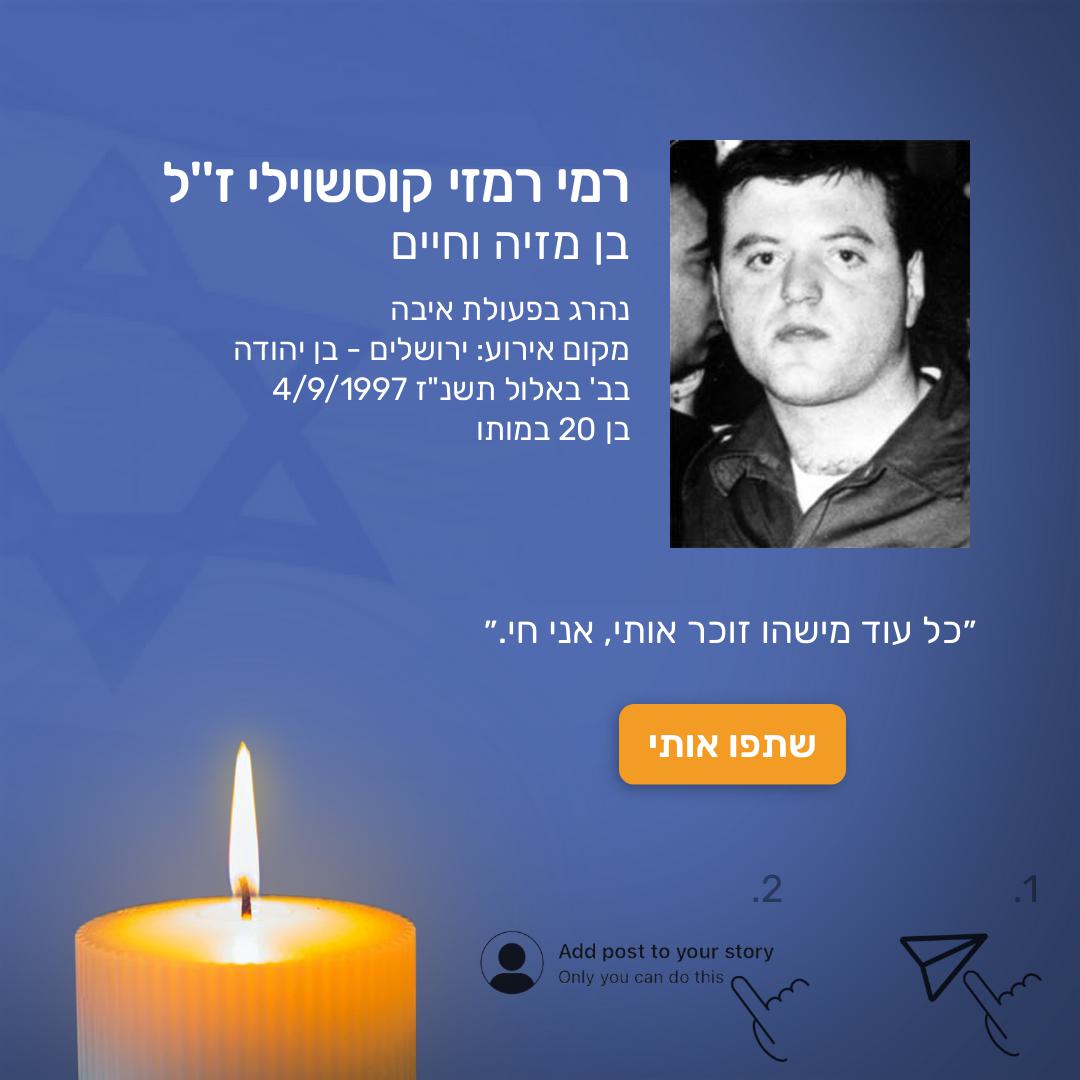 רמי רמזי קוסשוילי ז"ל
בן מזיה וחיים
נהרג בפעולת איבה
מקום אירוע: ירושלים - בן יהודה
בב' באלול תשנ"ז 4/9/1997
בן 20 במותו
״כל עוד מישהו זוכר אותי, אני חי.״
שתפו אותי
.1
.2
Add post to your story
Only you can do this